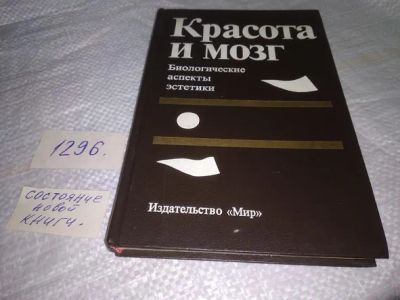 Красота
и мозг
Биологические
аспекты
эстетики
Издательство «Мир»
1296.
состояние
новой
книги.